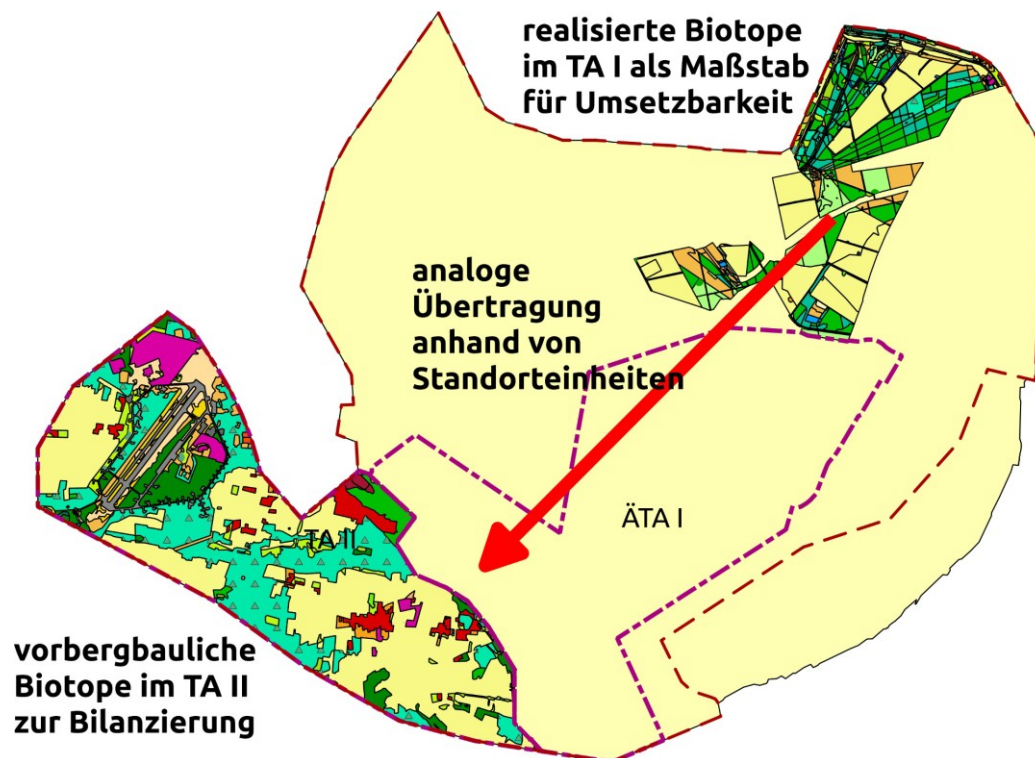 realisierte Biotope
im TA I als Maßstab
für Umsetzbarkeit
analoge
Übertragung
anhand von
Standorteinheiten
ÄTA I
TA II
vorbergbauliche
Biotope im TA II
zur Bilanzierung